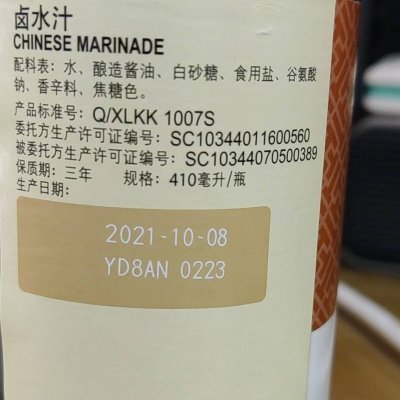 卤水汁
CHINESE MARINADE
配料表：水、酿造酱油、白砂糖、食用盐、谷氨酸
钠、香辛料、焦糖色。
产品标准号：Q/XLKK 1007S
委托方生产许可证编号：SC10344011600560
被委托方生产许可证编号：SC10344070500389
保质期：三年 规格：410毫升/瓶
生产日期：
2021-10-08
YD8AN 0223